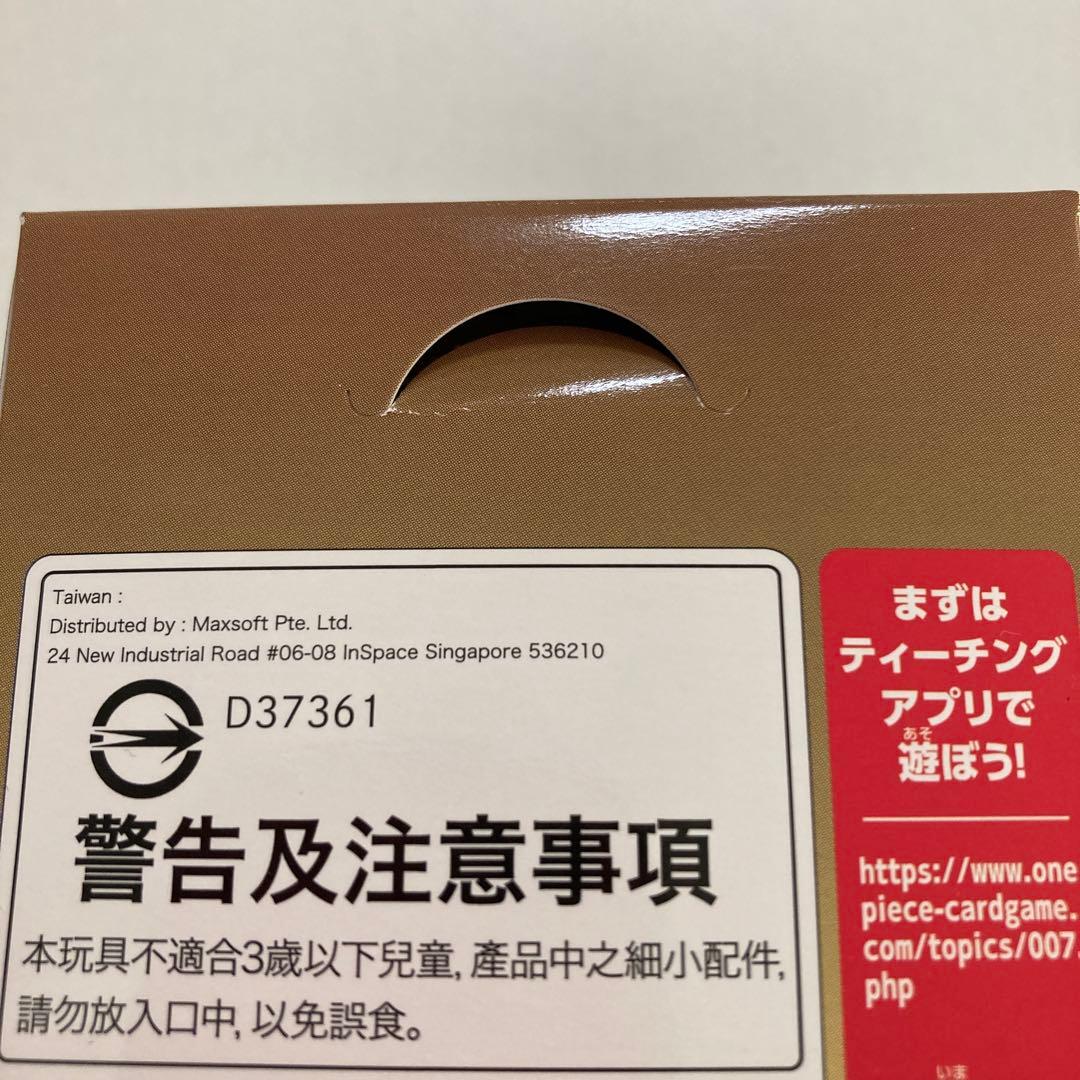 Taiwan :
Distributed by : Maxsoft Pte. Ltd.
24 New Industrial Road #06-08 InSpace Singapore 536210
D37361
警告及注意事項
本玩具不適合3歲以下兒童, 產品中之細小配件,
請勿放入口中, 以免誤食。
まずは
ティーチング
アプリで
あそ
遊ぼう!
https://www.one
piece-cardgame.
com/topics/007.
php
いま